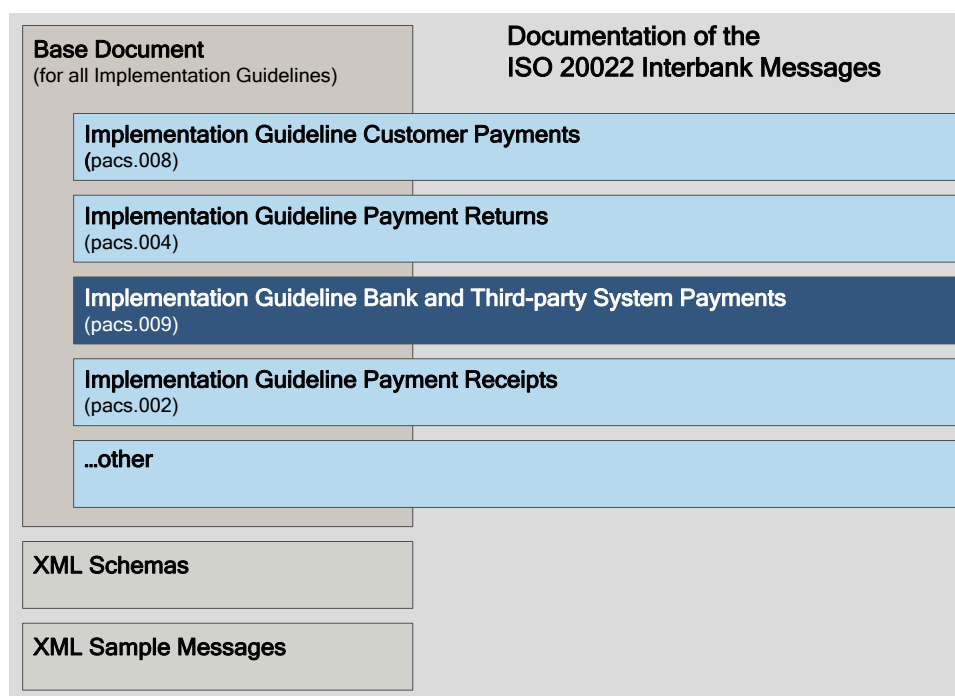 Base Document
(for all Implementation Guidelines)
Documentation of the
ISO 20022 Interbank Messages
Implementation Guideline Customer Payments
(pacs.008)
Implementation Guideline Payment Returns
(pacs.004)
Implementation Guideline Bank and Third-party System Payments
(pacs.009)
Implementation Guideline Payment Receipts
(pacs.002)
...other
XML Schemas
XML Sample Messages